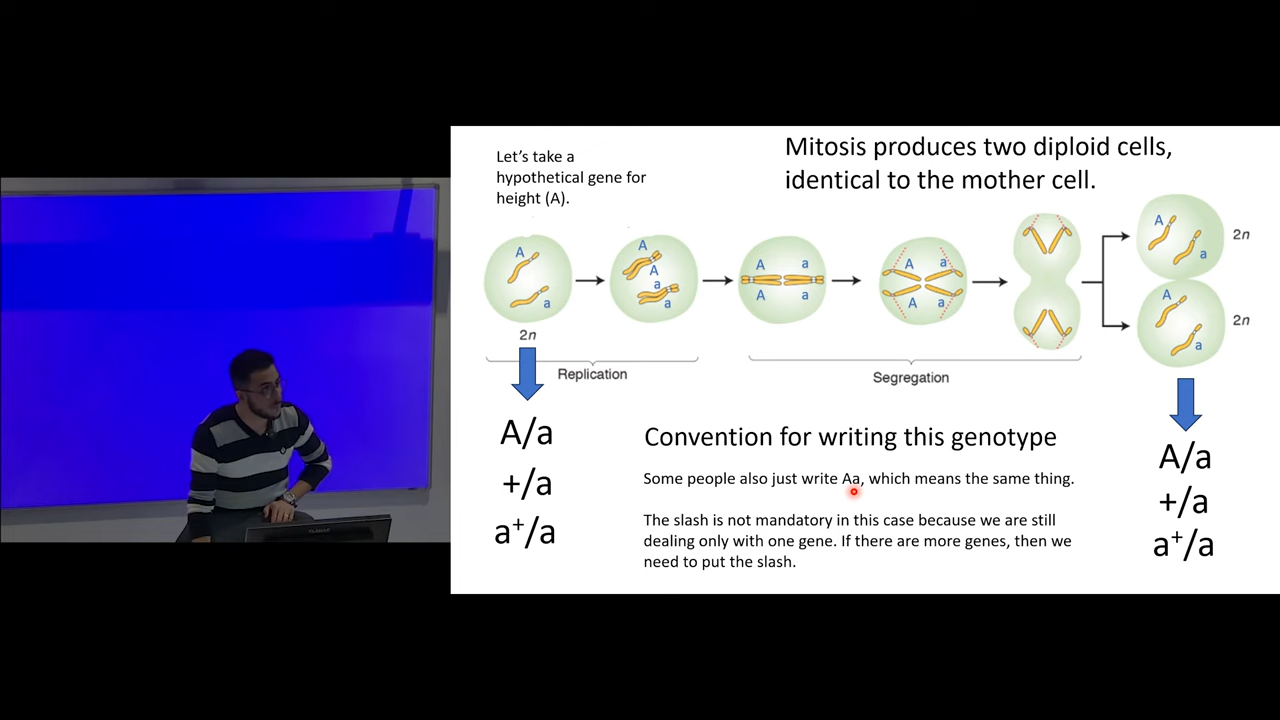 Let's take a
hypothetical gene for
height (A).
Mitosis produces two diploid cells,
identical to the mother cell.
A
a
2n
A
A
a
a
A
a
A
a
A
a
A
a
A
a
2n
A
a
2n
Replication
Segregation
A/a
+/a
a⁺/a
Convention for writing this genotype
Some people also just write Aa, which means the same thing.
The slash is not mandatory in this case because we are still
dealing only with one gene. If there are more genes, then we
need to put the slash.
A/a
+/a
a⁺/a